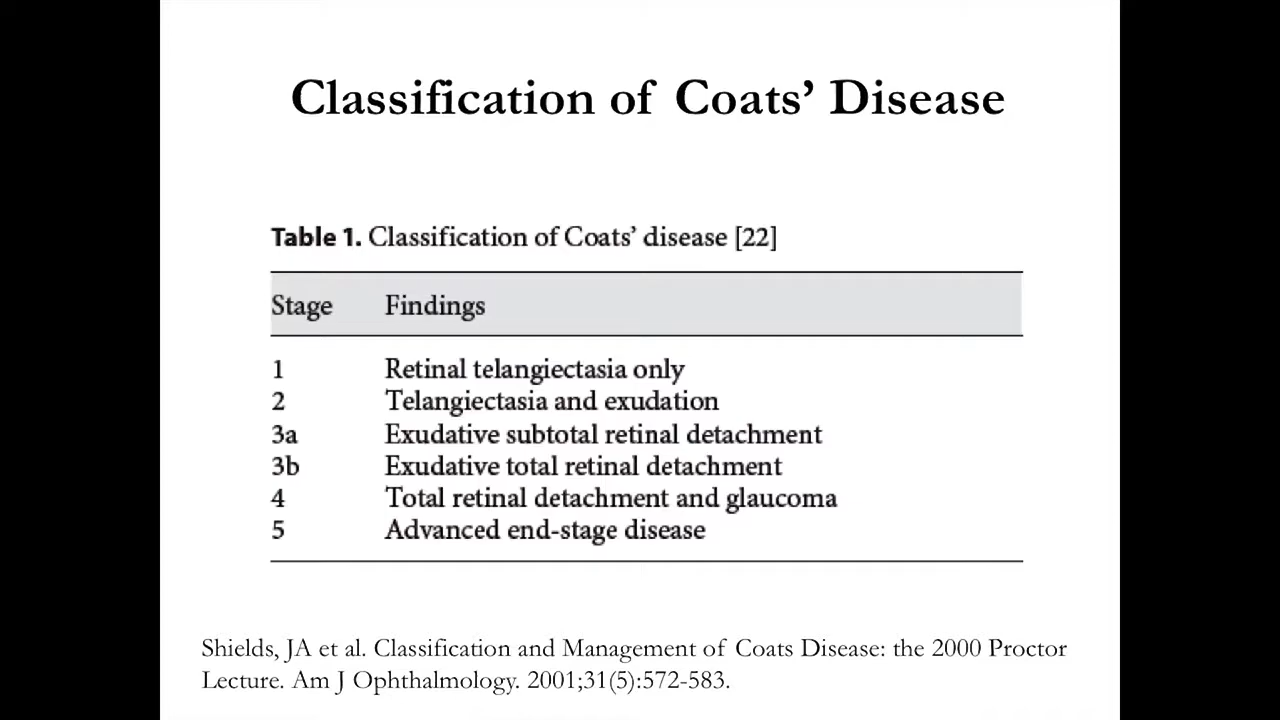 Classification of Coats’ Disease
Table 1. Classification of Coats’ disease [22]
Stage Findings
1 Retinal telangiectasia only
2 Telangiectasia and exudation
3a Exudative subtotal retinal detachment
3b Exudative total retinal detachment
4 Total retinal detachment and glaucoma
5 Advanced end-stage disease
Shields, JA et al. Classification and Management of Coats Disease: the 2000 Proctor
Lecture. Am J Ophthalmology. 2001;31(5):572-583.